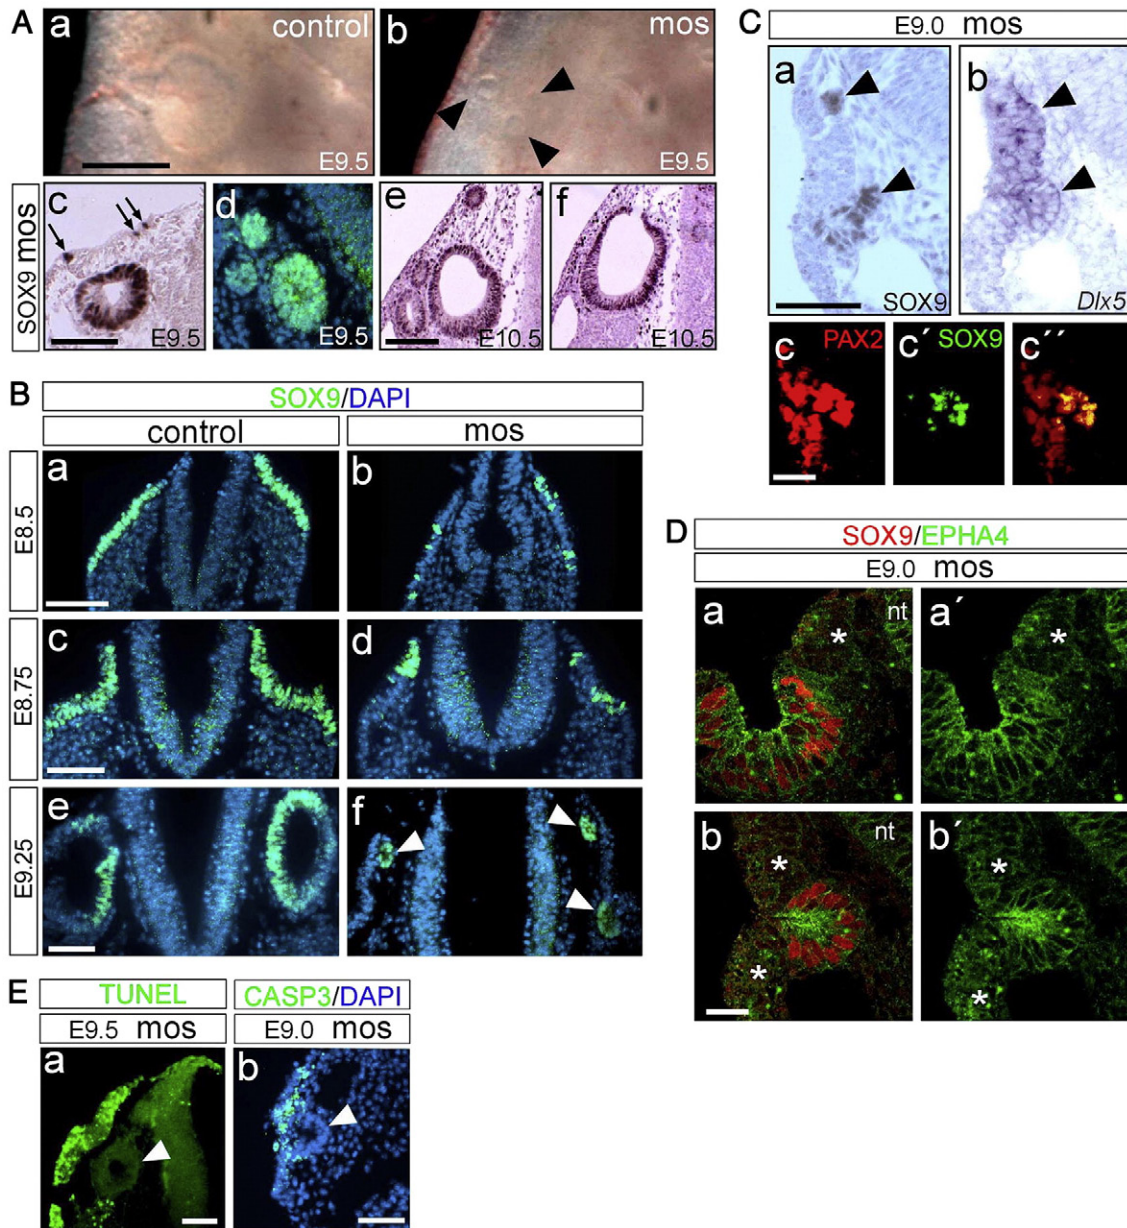 A
a
control
E9.5
b
mos
E9.5
SOX9 mos
c
E9.5
d
E9.5
e
E10.5
f
E10.5
B
SOX9/DAPI
control
mos
E8.5
a
b
E8.75
c
d
E9.25
e
f
C
E9.0 mos
a
SOX9
b
Dlx5
c
PAX2
c´
SOX9
c´´
D
SOX9/EPHA4
E9.0 mos
a
nt
*
a´
*
b
nt
*
*
b´
*
*
E
TUNEL
E9.5 mos
a
CASP3/DAPI
E9.0 mos
b